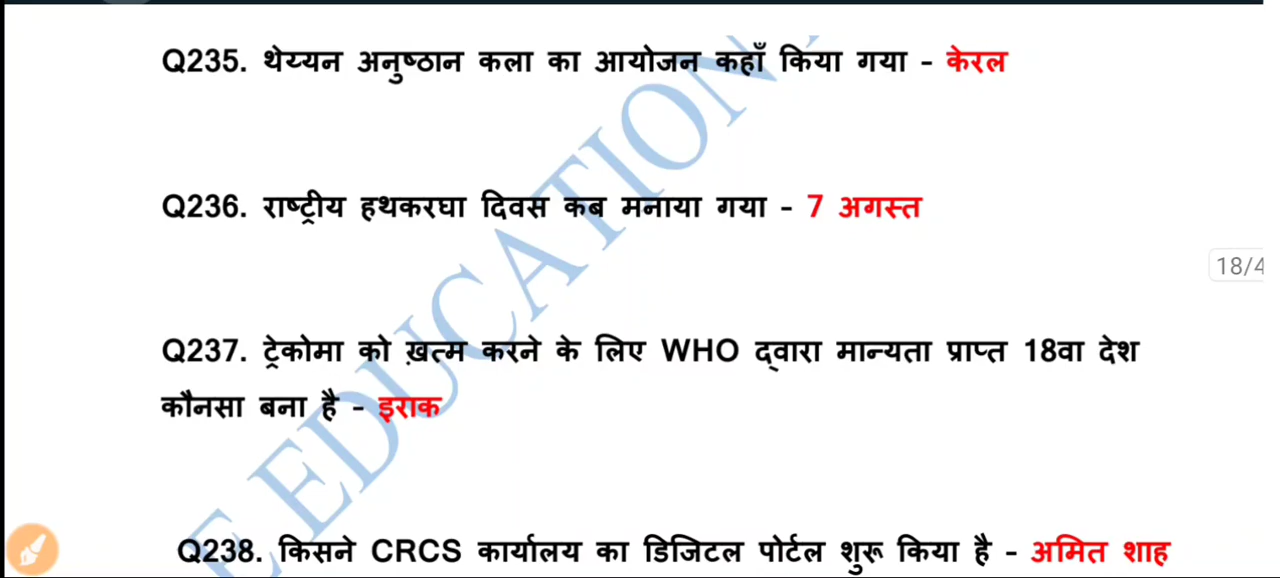 Q235. थेय्यन अनुष्ठान कला का आयोजन कहाँ किया गया - केरल
Q236. राष्ट्रीय हथकरघा दिवस कब मनाया गया - 7 अगस्त
18/4
Q237. ट्रेकोमा को ख़त्म करने के लिए WHO द्वारा मान्यता प्राप्त 18वा देश
कौनसा बना है - इराक
Q238. किसने CRCS कार्यालय का डिजिटल पोर्टल शुरू किया है - अमित शाह
E EDUCATION